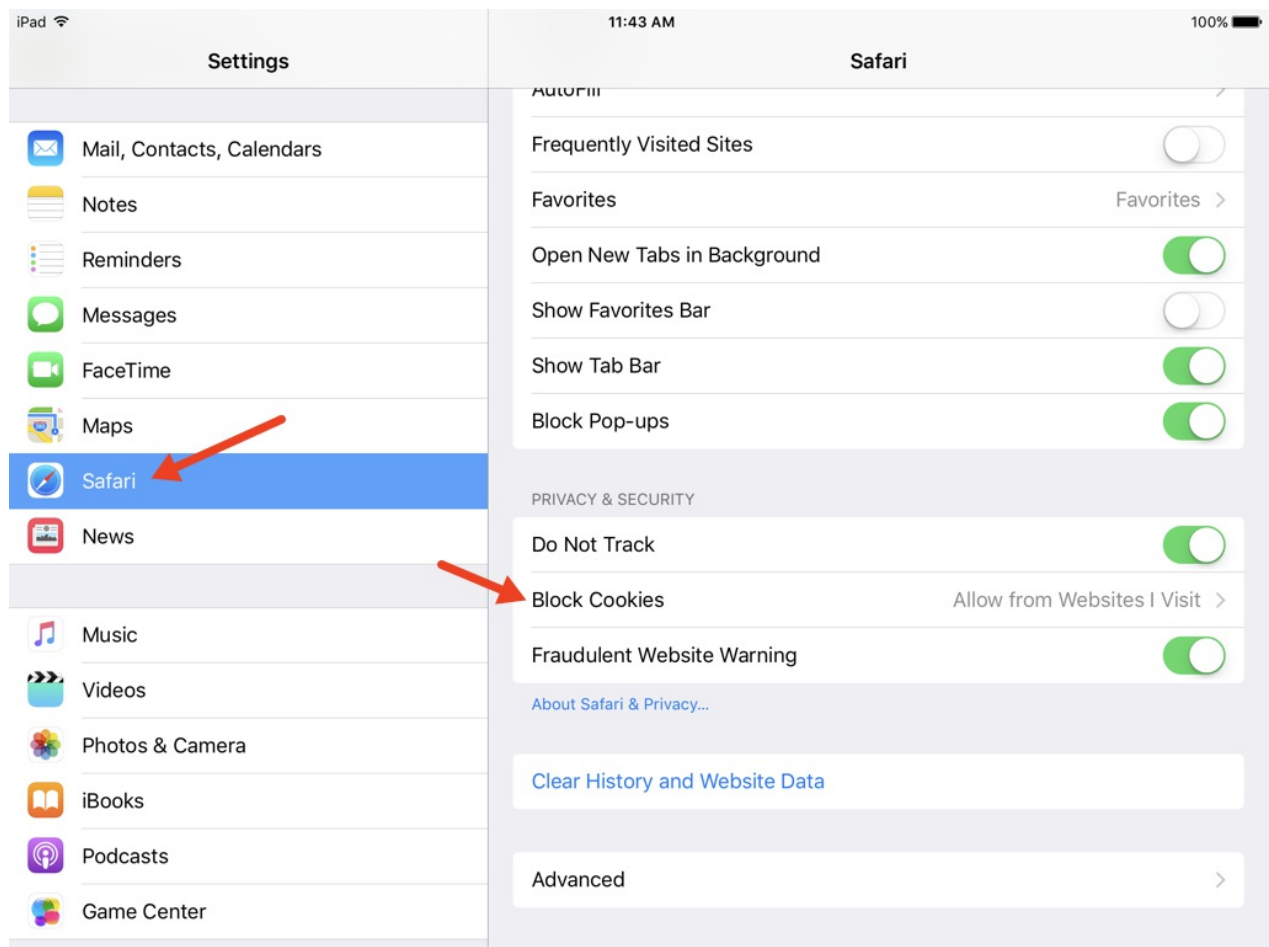 iPad
11:43 AM
100%
Settings
Safari
Mail, Contacts, Calendars
Notes
Reminders
Messages
FaceTime
Maps
Safari
News
Music
Videos
Photos & Camera
iBooks
Podcasts
Game Center
AutoFill
Frequently Visited Sites
Favorites Favorites
Open New Tabs in Background
Show Favorites Bar
Show Tab Bar
Block Pop-ups
PRIVACY & SECURITY
Do Not Track
Block Cookies Allow from Websites I Visit
Fraudulent Website Warning
About Safari & Privacy...
Clear History and Website Data
Advanced